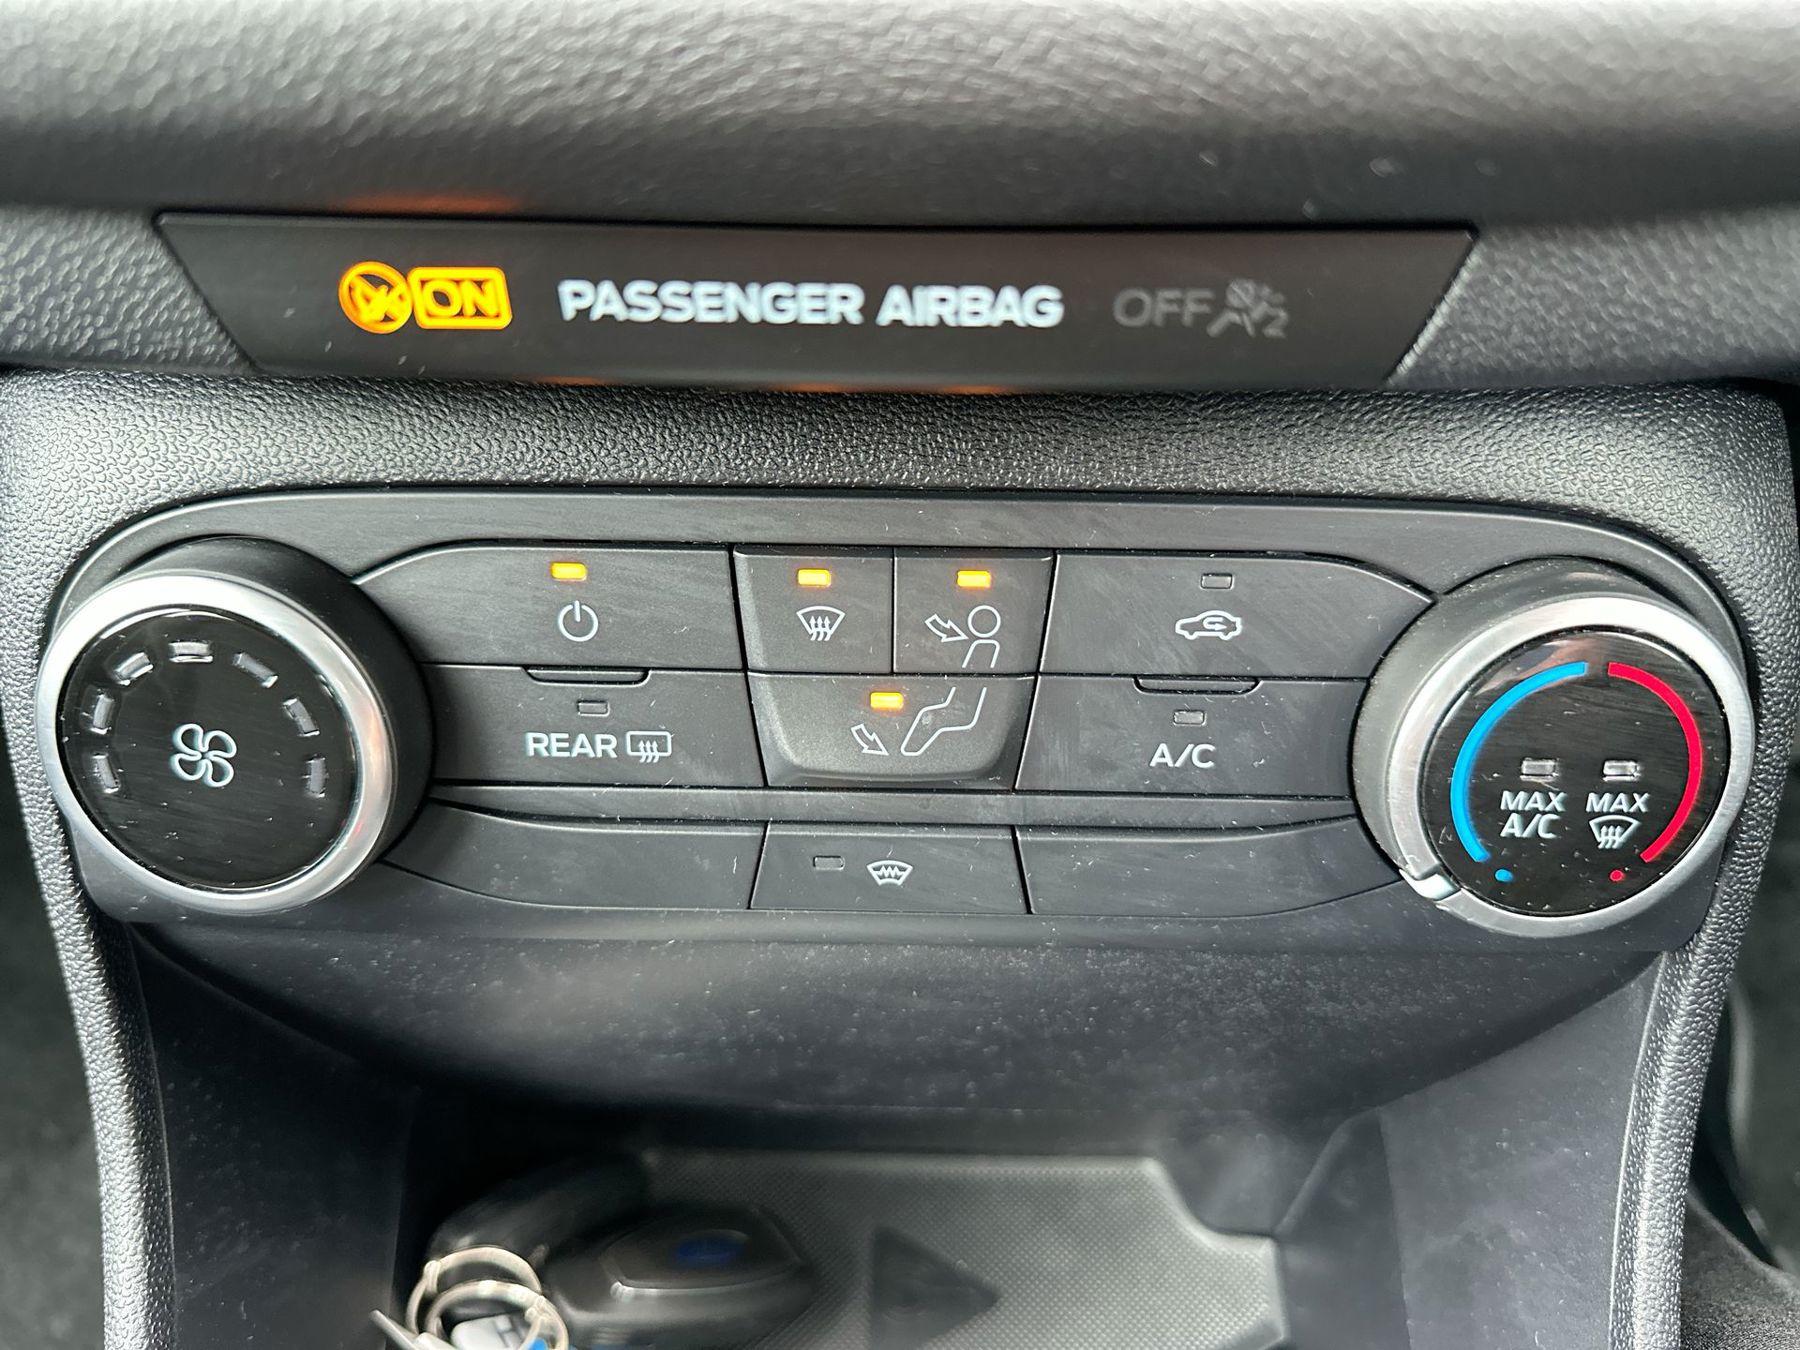 ON PASSENGER AIRBAG OFF
REAR
A/C
MAX A/C
MAX